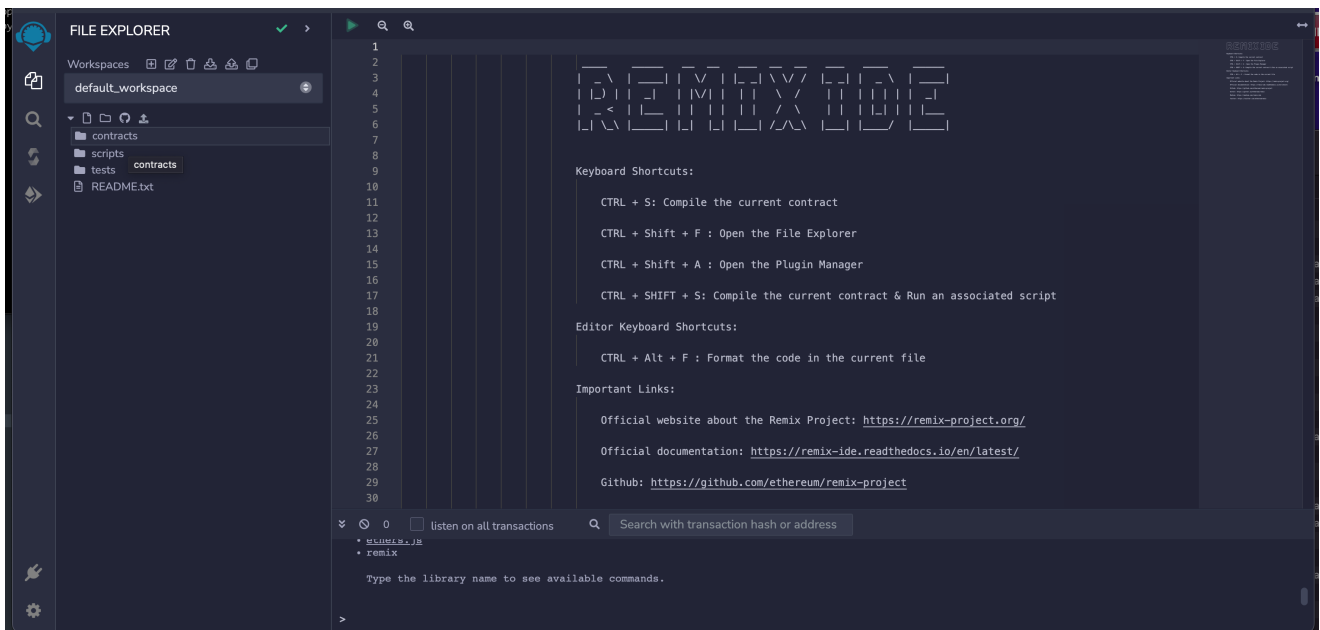 FILE EXPLORER
Workspaces
default_workspace
contracts
scripts
contracts
tests
README.txt
1
2
3
4
5
6
REMIX IDE
7
8
9 Keyboard Shortcuts:
10
11 CTRL + S: Compile the current contract
12
13 CTRL + Shift + F : Open the File Explorer
14
15 CTRL + Shift + A : Open the Plugin Manager
16
17 CTRL + SHIFT + S: Compile the current contract & Run an associated script
18
19 Editor Keyboard Shortcuts:
20
21 CTRL + Alt + F : Format the code in the current file
22
23 Important Links:
24
25 Official website about the Remix Project: https://remix-project.org/
26
27 Official documentation: https://remix-ide.readthedocs.io/en/latest/
28
29 Github: https://github.com/ethereum/remix-project
30
0 listen on all transactions Search with transaction hash or address
• ethers.js
• remix
Type the library name to see available commands.
>